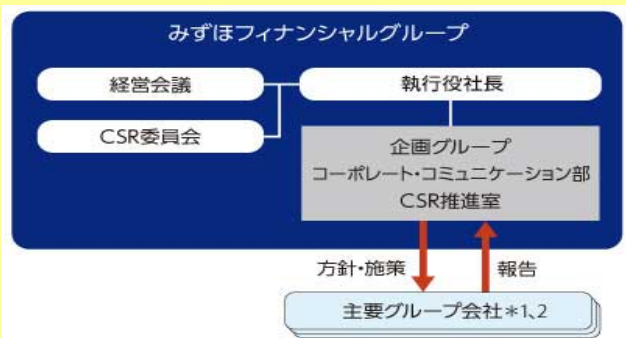 みずほフィナンシャルグループ
経営会議
執行役社長
CSR委員会
企画グループ
コーポレート・コミュニケーション部
CSR推進室
方針・施策
報告
主要グループ会社＊1、2